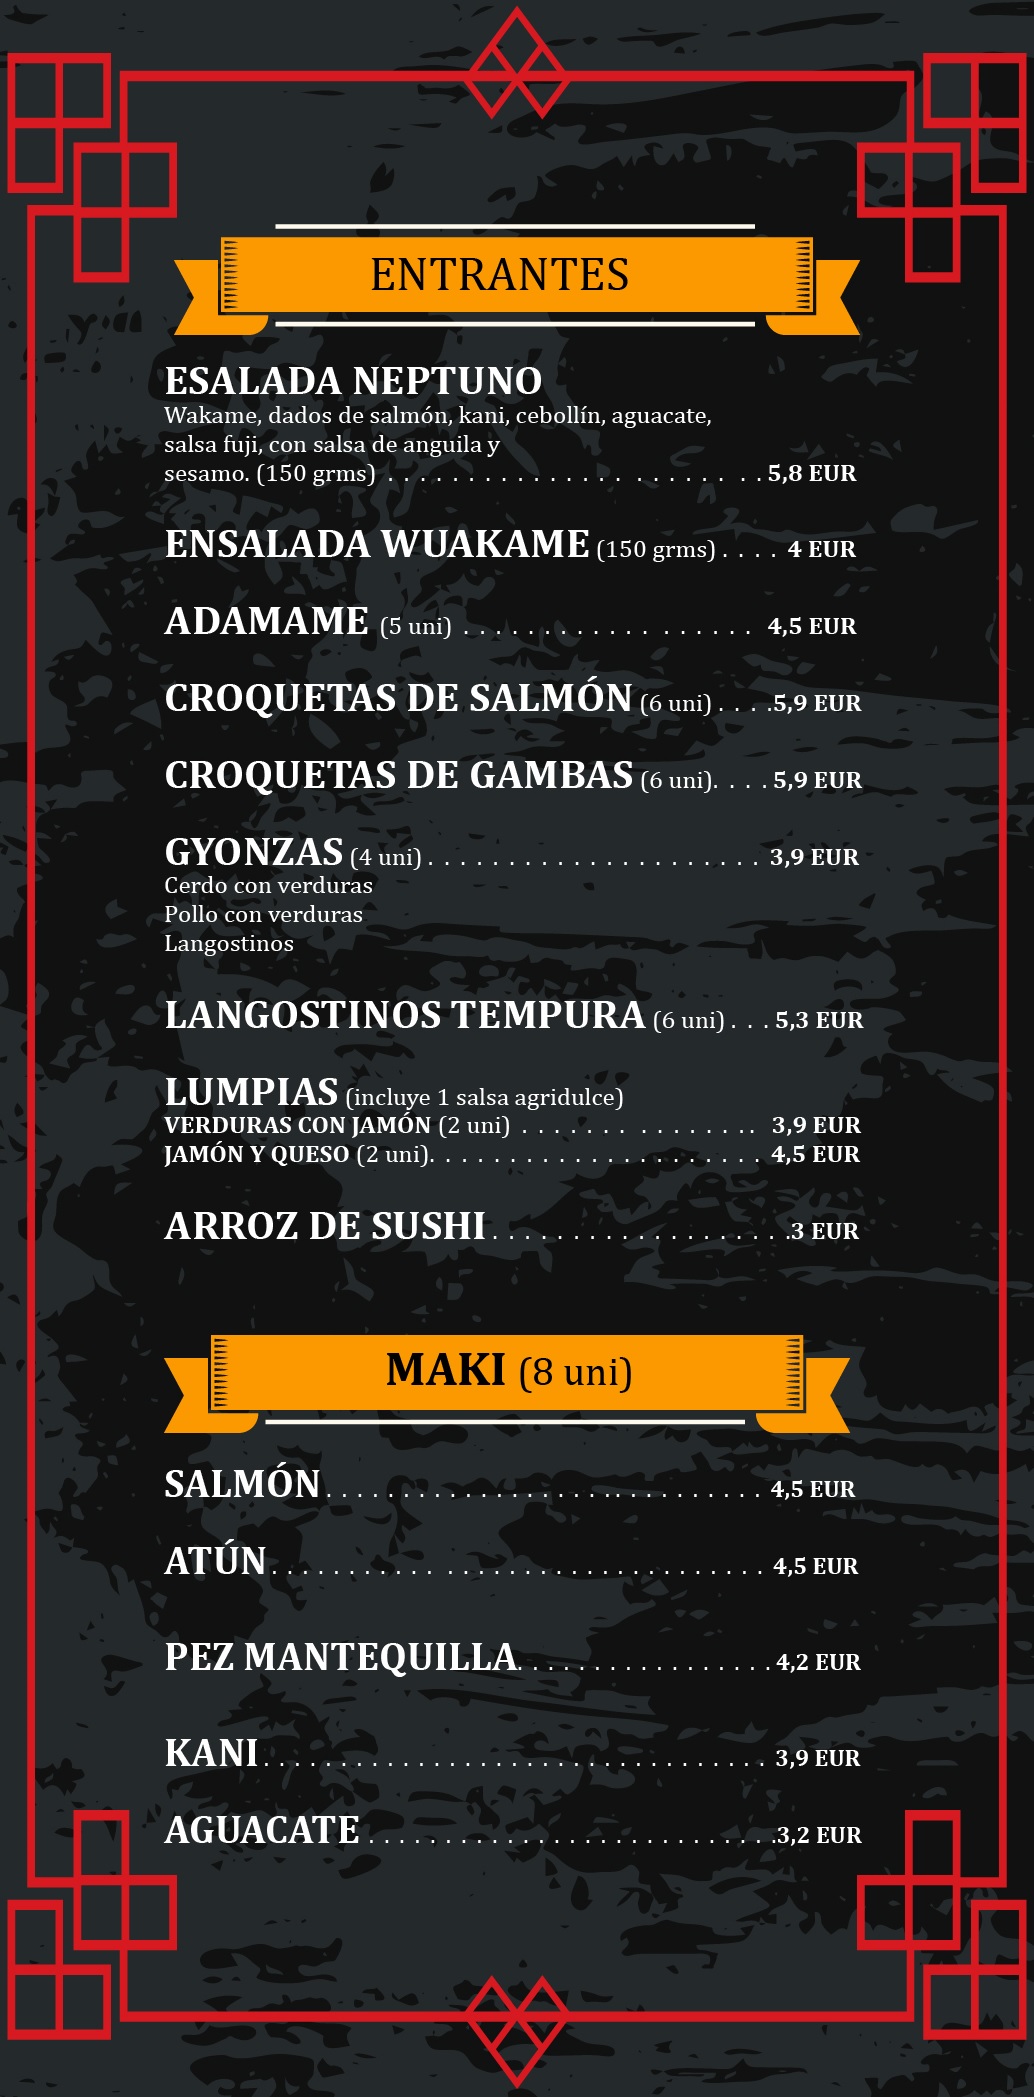 ENTRANTES
ESALADA NEPTUNO
Wakame, dados de salmón, kani, cebollín, aguacate,
salsa fuji, con salsa de anguila y
sesamo. (150 grms) . . . . . . . . . . . . . . . . . . . . . . . . 5,8 EUR
ENSALADA WUAKAME (150 grms) . . . . 4 EUR
ADAMAME (5 uni) . . . . . . . . . . . . . . . . . . . 4,5 EUR
CROQUETAS DE SALMÓN (6 uni) . . . . 5,9 EUR
CROQUETAS DE GAMBAS (6 uni). . . . 5,9 EUR
GYONZAS (4 uni) . . . . . . . . . . . . . . . . . . . . . . 3,9 EUR
Cerdo con verduras
Pollo con verduras
Langostinos
LANGOSTINOS TEMPURA (6 uni) . . . 5,3 EUR
LUMPIAS (incluye 1 salsa agridulce)
VERDURAS CON JAMÓN (2 uni) . . . . . . . . . . . . . . . . 3,9 EUR
JAMÓN Y QUESO (2 uni). . . . . . . . . . . . . . . . . . . . . . 4,5 EUR
ARROZ DE SUSHI . . . . . . . . . . . . . . . . . . . .3 EUR
MAKI (8 uni)
SALMÓN . . . . . . . . . . . . . . . . . . . . . . . . . . . . . 4,5 EUR
ATÚN . . . . . . . . . . . . . . . . . . . . . . . . . . . . . . . . 4,5 EUR
PEZ MANTEQUILLA. . . . . . . . . . . . . . . . . 4,2 EUR
KANI . . . . . . . . . . . . . . . . . . . . . . . . . . . . . . . . . 3,9 EUR
AGUACATE . . . . . . . . . . . . . . . . . . . . . . . . . . .3,2 EUR